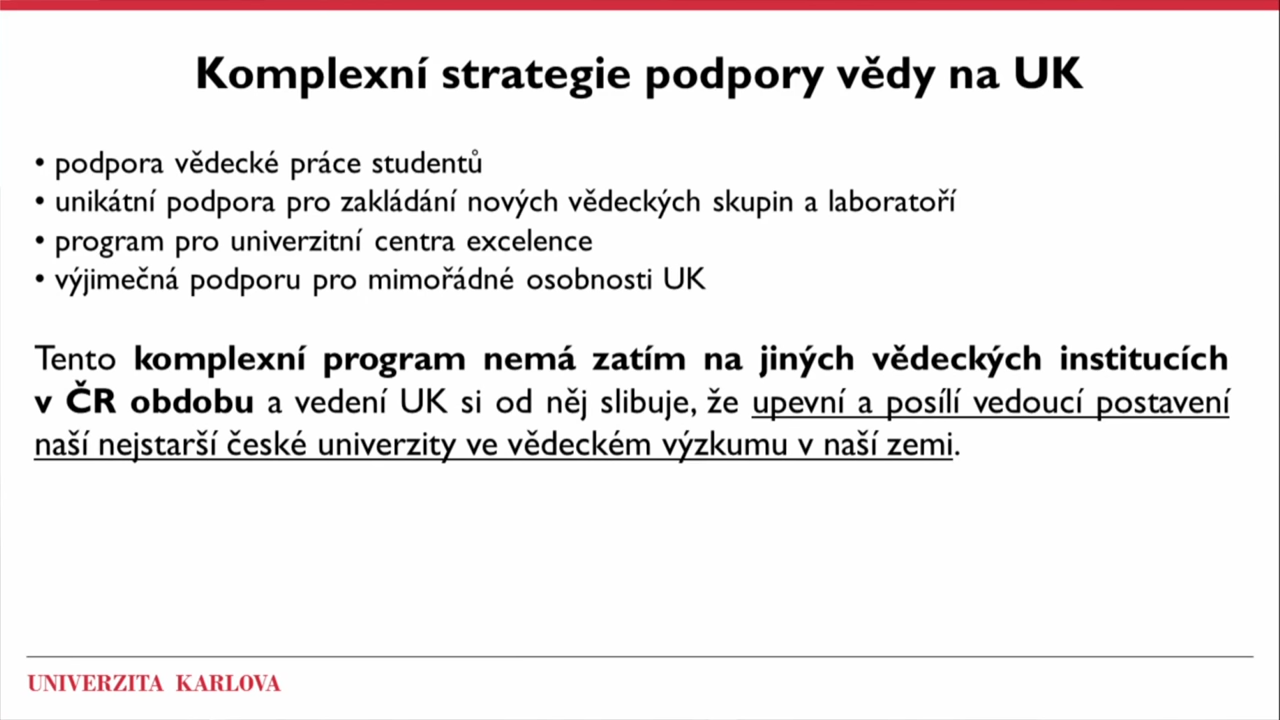 Komplexní strategie podpory vědy na UK
• podpora vědecké práce studentů
• unikátní podpora pro zakládání nových vědeckých skupin a laboratoří
• program pro univerzitní centra excelence
• výjimečná podporu pro mimořádné osobnosti UK
Tento komplexní program nemá zatím na jiných vědeckých institucích
v ČR obdobu a vedení UK si od něj slibuje, že upevní a posílí vedoucí postavení
naší nejstarší české univerzity ve vědeckém výzkumu v naší zemi.
UNIVERZITA KARLOVA